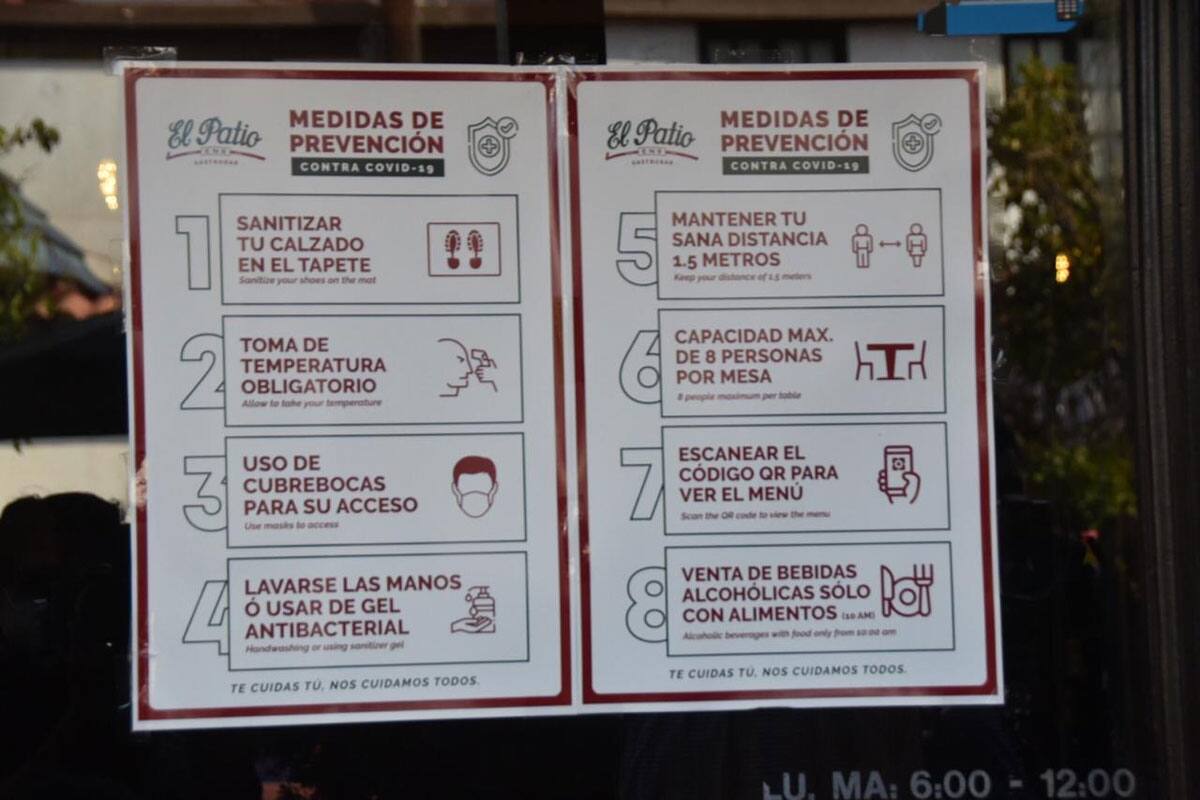 El Patio
GASTROBAR
MEDIDAS DE
PREVENCIÓN
CONTRA COVID-19
1
SANITIZAR
TU CALZADO
EN EL TAPETE
Sanitize your shoes on the mat
2
TOMA DE
TEMPERATURA
OBLIGATORIO
Allow to take your temperature
3
USO DE
CUBREBOCAS
PARA SU ACCESO
Use masks to access
4
LAVARSE LAS MANOS
Ó USAR DE GEL
ANTIBACTERIAL
Handwashing or using sanitizer gel
TE CUIDAS TÚ, NOS CUIDAMOS TODOS.
El Patio
GASTROBAR
MEDIDAS DE
PREVENCIÓN
CONTRA COVID-19
5
MANTENER TU
SANA DISTANCIA
1.5 METROS
Keep your distance of 1.5 meters
6
CAPACIDAD MAX.
DE 8 PERSONAS
POR MESA
8 people maximum per table
7
ESCANEAR EL
CÓDIGO QR PARA
VER EL MENÚ
Scan the QR code to view the menu
8
VENTA DE BEBIDAS
ALCOHÓLICAS SÓLO
CON ALIMENTOS (10 AM)
Alcoholic beverages with food only from 10:00 am
TE CUIDAS TÚ, NOS CUIDAMOS TODOS.
LU. MA: 6:00 - 12:00